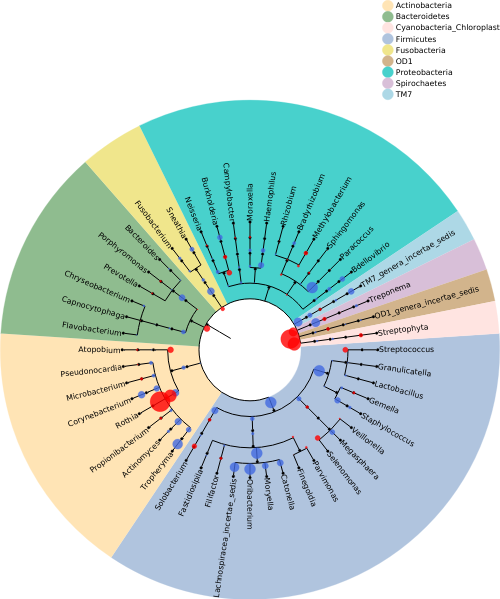 Actinobacteria
Bacteroidetes
Cyanobacteria_Chloroplast
Firmicutes
Fusobacteria
OD1
Proteobacteria
Spirochaetes
TM7
Campylobacter
Moraxella
Haemophilus
Rhizobium
Bradyrhizobium
Methylobacterium
Sphingomonas
Paracoccus
Bdellovibrio
TM7_genera_incertae_sedis
Treponema
OD1_genera_incertae_sedis
Streptophyta
Streptococcus
Granulicatella
Lactobacillus
Gemella
Staphylococcus
Veillonella
Megasphaera
Selenomonas
Parvimonas
Finegoldia
Catonella
Moryella
Oribacterium
Lachnospiracea_incertae_sedis
Filifactor
Fastidiosipila
Solobacterium
Tropheryma
Actinomyces
Propionibacterium
Rothia
Corynebacterium
Microbacterium
Pseudonocardia
Atopobium
Flavobacterium
Capnocytophaga
Chryseobacterium
Prevotella
Porphyromonas
Bacteroides
Fusobacterium
Sneathia
Neisseria
Burkholderia